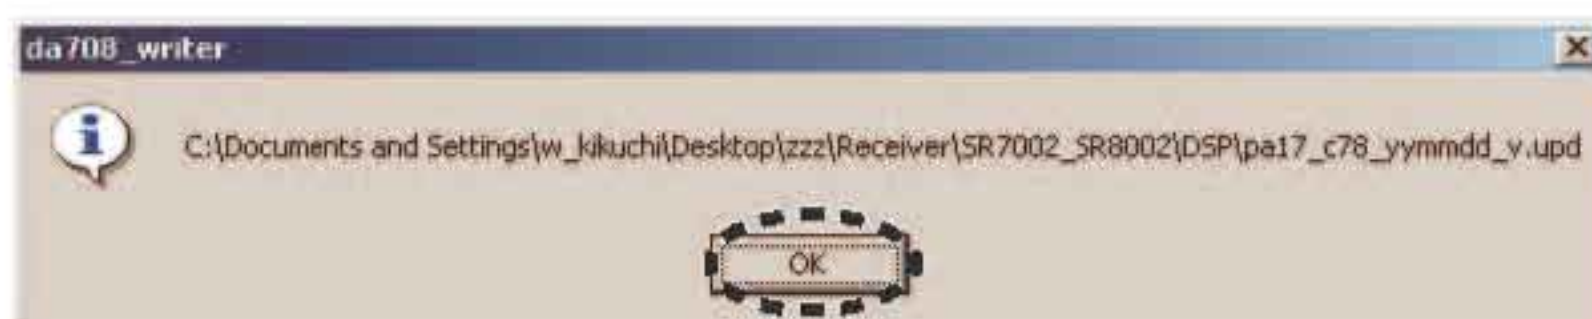 da708_writer
C:\Documents and Settings\w_kikuchi\Desktop\zzz\Receiver\SR7002_SR8002\DSP\pa17_c78_yymmdd_v.upd
OK